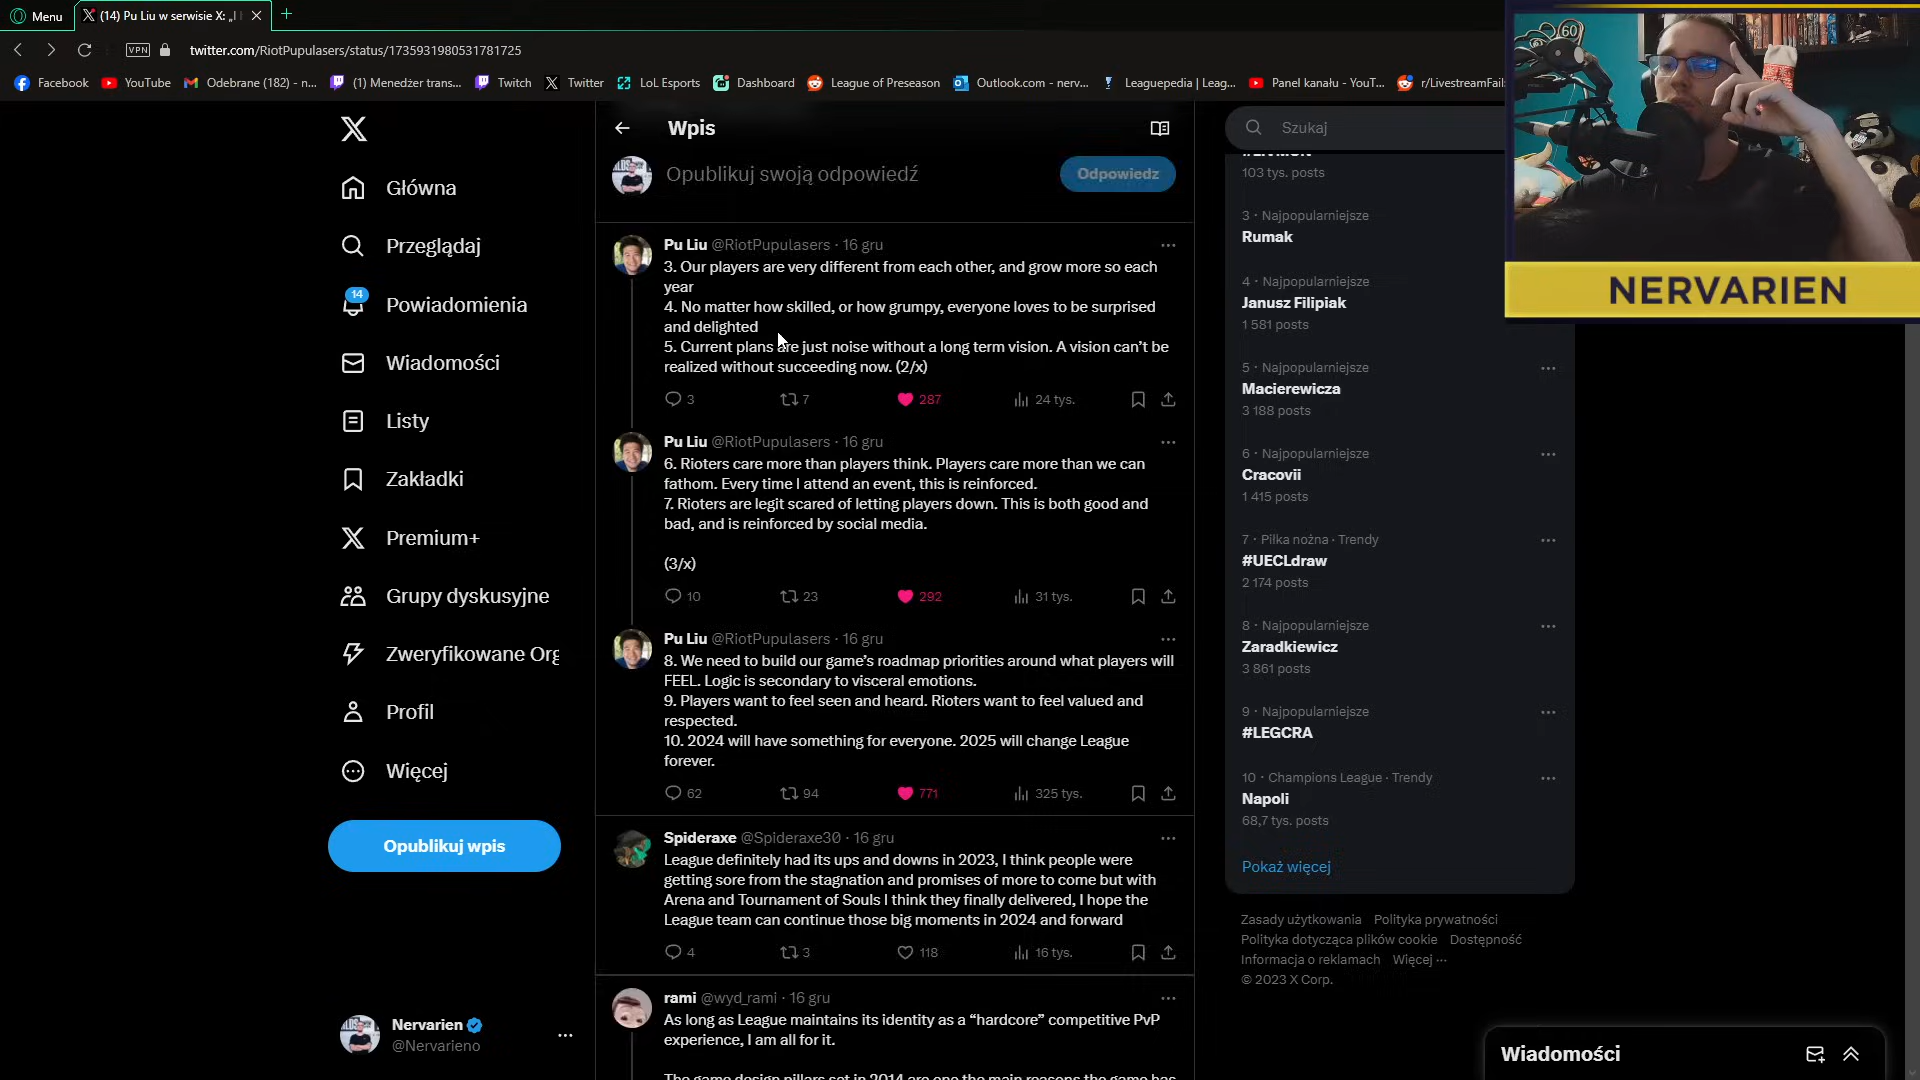 Menu
(14) Pu Liu w serwisie X: „I
VPN
twitter.com/RiotPupulasers/status/1735931980531781725
Facebook
YouTube
Odebrane (182) - n...
(1) Menedżer trans...
Twitch
Twitter
LoL Esports
Dashboard
League of Preseason
Outlook.com - nerv...
Leaguepedia | Leag...
Panel kanału - YouT...
r/LivestreamFail
Główna
Przeglądaj
14
Powiadomienia
Wiadomości
Listy
Zakładki
Premium+
Grupy dyskusyjne
Zweryfikowane Org
Profil
Więcej
Opublikuj wpis
Nervarien
@Nervarieno
Wpis
Opublikuj swoją odpowiedź
Odpowiedz
Pu Liu @RiotPupulasers · 16 gru
3. Our players are very different from each other, and grow more so each
year
4. No matter how skilled, or how grumpy, everyone loves to be surprised
and delighted
5. Current plans are just noise without a long term vision. A vision can’t be
realized without succeeding now. (2/x)
3 7 287 24 tys.
Pu Liu @RiotPupulasers · 16 gru
6. Rioters care more than players think. Players care more than we can
fathom. Every time I attend an event, this is reinforced.
7. Rioters are legit scared of letting players down. This is both good and
bad, and is reinforced by social media.
(3/x)
10 23 292 31 tys.
Pu Liu @RiotPupulasers · 16 gru
8. We need to build our game’s roadmap priorities around what players will
FEEL. Logic is secondary to visceral emotions.
9. Players want to feel seen and heard. Rioters want to feel valued and
respected.
10. 2024 will have something for everyone. 2025 will change League
forever.
62 94 771 325 tys.
Spideraxe @Spideraxe30 · 16 gru
League definitely had its ups and downs in 2023, I think people were
getting sore from the stagnation and promises of more to come but with
Arena and Tournament of Souls I think they finally delivered, I hope the
League team can continue those big moments in 2024 and forward
4 3 118 16 tys.
rami @wyd_rami · 16 gru
As long as League maintains its identity as a “hardcore” competitive PvP
experience, I am all for it.
The game design pillars set in 2014 are one the main reasons the game has
Szukaj
103 tys. posts
3 · Najpopularniejsze
Rumak
4 · Najpopularniejsze
Janusz Filipiak
1 581 posts
5 · Najpopularniejsze
Macierewicza
3 188 posts
6 · Najpopularniejsze
Cracovii
1 415 posts
7 · Piłka nożna · Trendy
#UECLdraw
2 174 posts
8 · Najpopularniejsze
Zaradkiewicz
3 861 posts
9 · Najpopularniejsze
#LEGCRA
10 · Champions League · Trendy
Napoli
68,7 tys. posts
Pokaż więcej
Zasady użytkowania Polityka prywatności
Polityka dotycząca plików cookie Dostępność
Informacja o reklamach Więcej ···
© 2023 X Corp.
Wiadomości
60
NERVARIEN